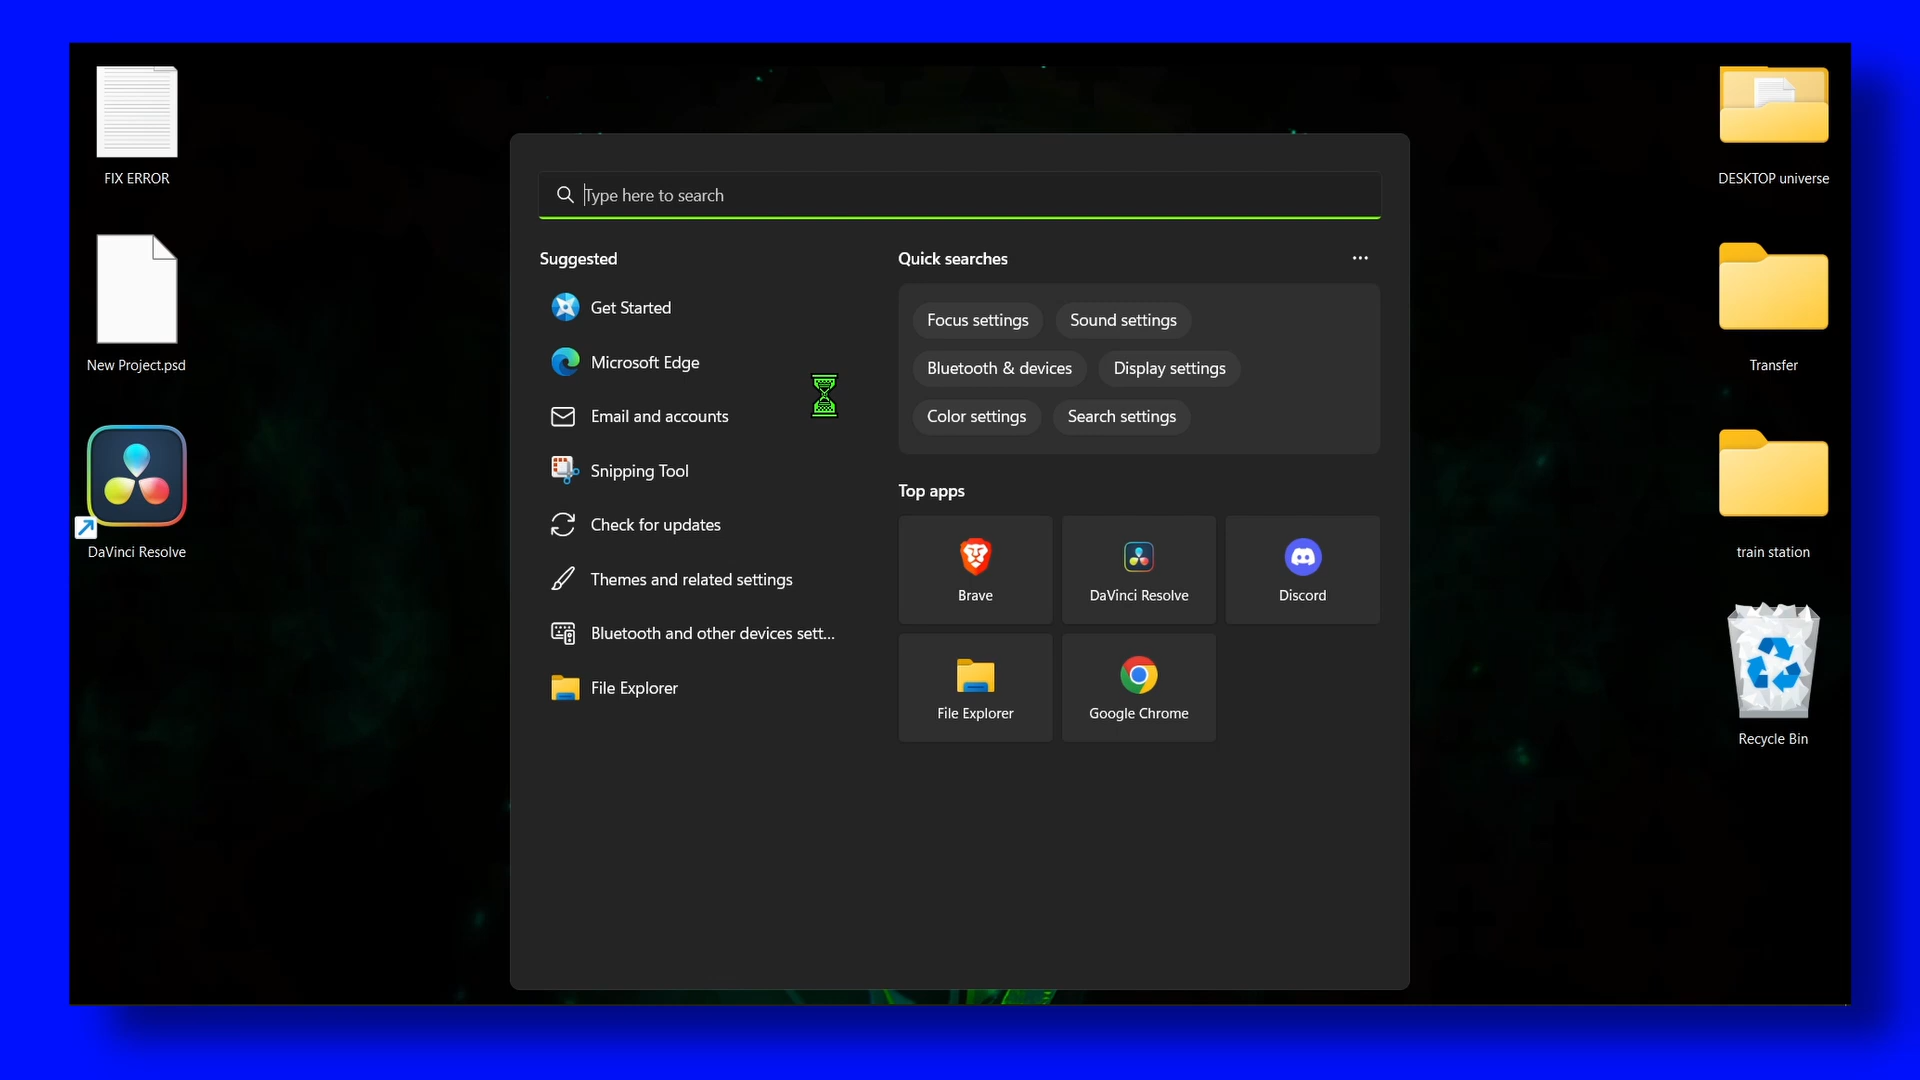 FIX ERROR
New Project.psd
DaVinci Resolve
Type here to search
Suggested
Get Started
Microsoft Edge
Email and accounts
Snipping Tool
Check for updates
Themes and related settings
Bluetooth and other devices sett...
File Explorer
Quick searches
Focus settings
Sound settings
Bluetooth & devices
Display settings
Color settings
Search settings
Top apps
Brave
DaVinci Resolve
Discord
File Explorer
Google Chrome
DESKTOP universe
Transfer
train station
Recycle Bin